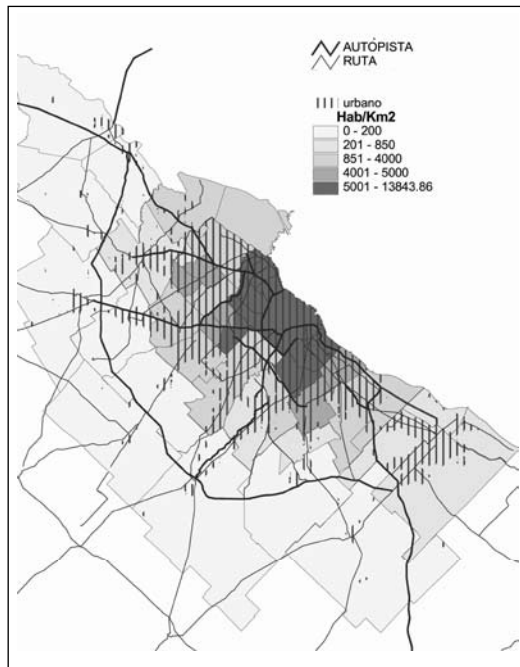 AUTÓPISTA
RUTA
urbano
Hab/Km2
0 - 200
201 - 850
851 - 4000
4001 - 5000
5001 - 13843.86